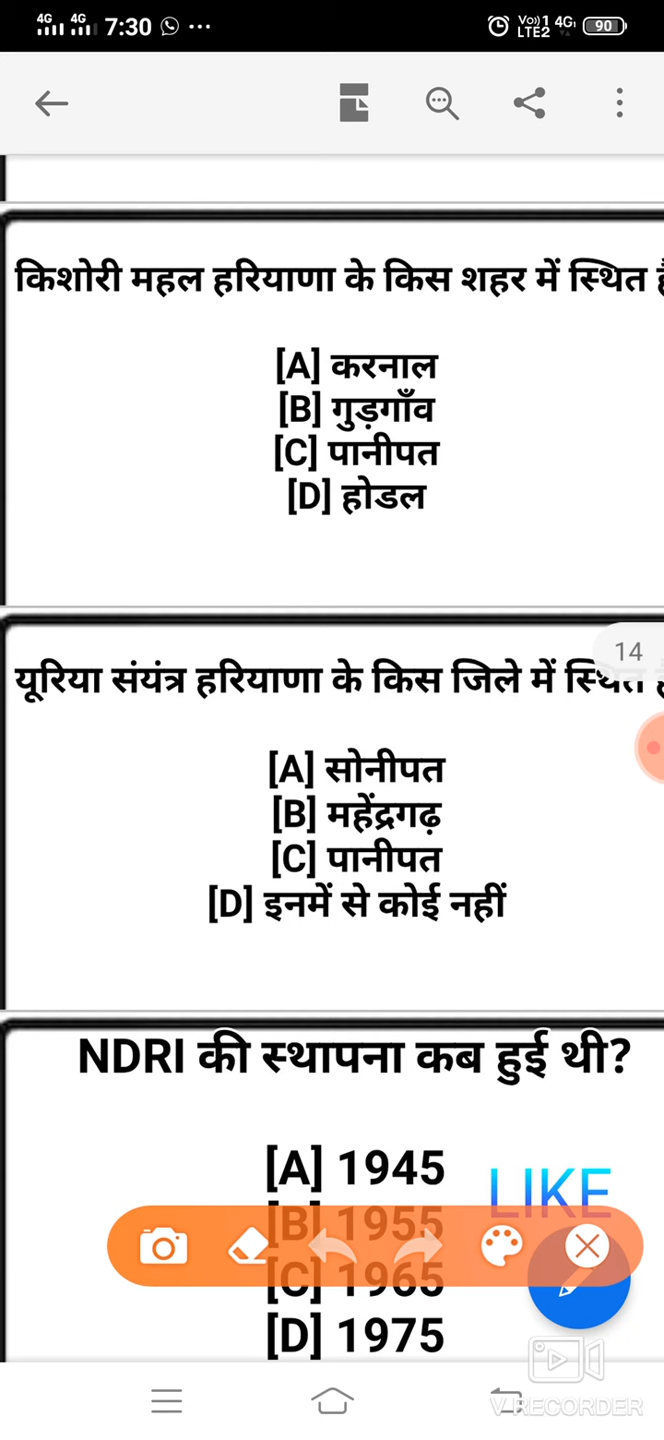 4G 4G 7:30 ... Vo)) 1 4G LTE2 90
किशोरी महल हरियाणा के किस शहर में स्थित
[A] करनाल
[B] गुड़गाँव
[C] पानीपत
[D] होडल
14
यूरिया संयंत्र हरियाणा के किस जिले में स्थित
[A] सोनीपत
[B] महेंद्रगढ़
[C] पानीपत
[D] इनमें से कोई नहीं
NDRI की स्थापना कब हुई थी?
[A] 1945
LIKE
[B] 1955
[C] 1965
[D] 1975
V RECORDER